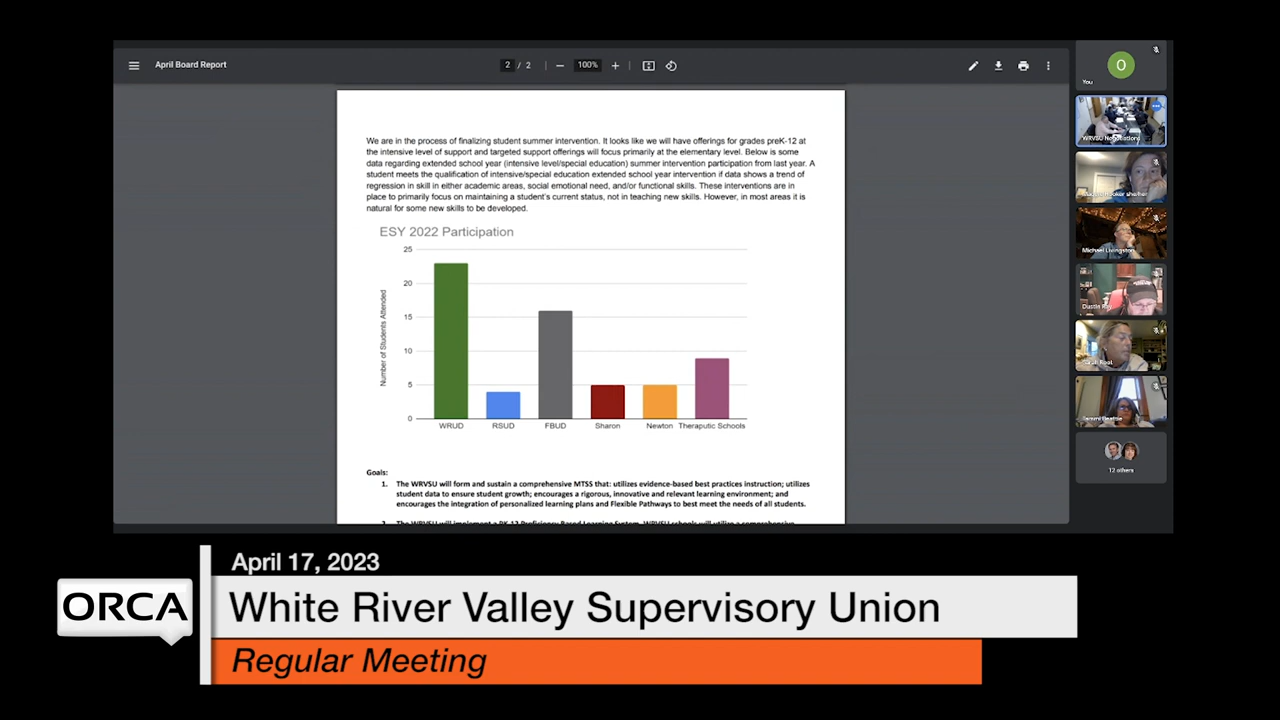 April Board Report
2 / 2
100%
We are in the process of finalizing student summer intervention. It looks like we will have offerings for grades preK-12 at
the intensive level of support and targeted support offerings will focus primarily at the elementary level. Below is some
data regarding extended school year (intensive level/special education) summer intervention participation from last year. A
student meets the qualification of intensive/special education extended school year intervention if data shows a trend of
regression in skill in either academic areas, social emotional need, and/or functional skills. These interventions are in
place to primarily focus on maintaining a student's current status, not in teaching new skills. However, in most areas it is
natural for some new skills to be developed.
ESY 2022 Participation
Number of Students Attended
25
20
15
10
5
0
WRUD RSUD FBUD Sharon Newton Theraputic Schools
Goals:
1. The WRVSU will form and sustain a comprehensive MTSS that: utilizes evidence-based best practices instruction; utilizes
student data to ensure student growth; encourages a rigorous, innovative and relevant learning environment; and
encourages the integration of personalized learning plans and Flexible Pathways to best meet the needs of all students.
O
You
WRVSU Negotiations
Michael Livingston
12 others
April 17, 2023
ORCA
White River Valley Supervisory Union
Regular Meeting